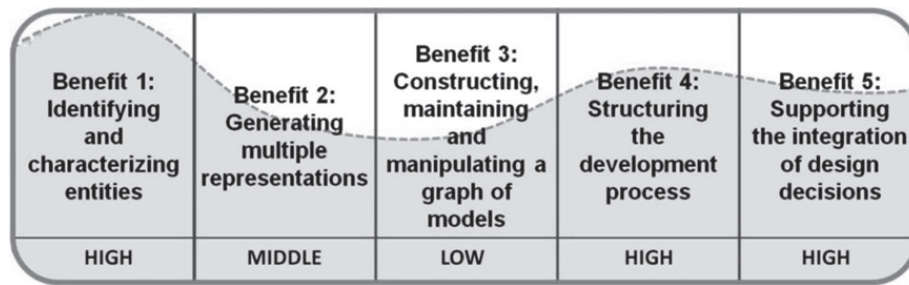 Benefit 1:
Identifying
and
characterizing
entities
HIGH
Benefit 2:
Generating
multiple
representations
MIDDLE
Benefit 3:
Constructing,
maintaining
and
manipulating a
graph of
models
LOW
Benefit 4:
Structuring
the
development
process
HIGH
Benefit 5:
Supporting
the integration
of design
decisions
HIGH